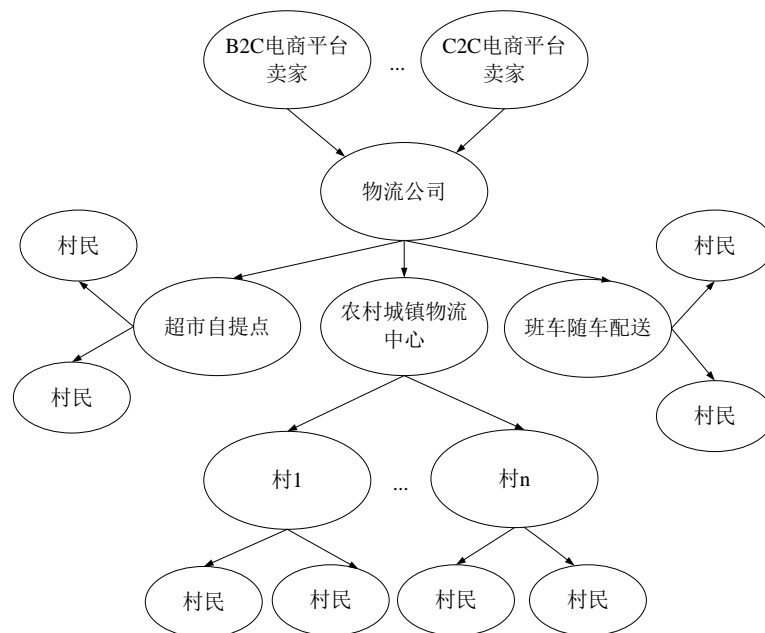 B2C电商平台
卖家
...
C2C电商平台
卖家
物流公司
村民
村民
超市自提点
农村城镇物流
中心
班车随车配送
村民
村民
村1
...
村n
村民
村民
村民
村民